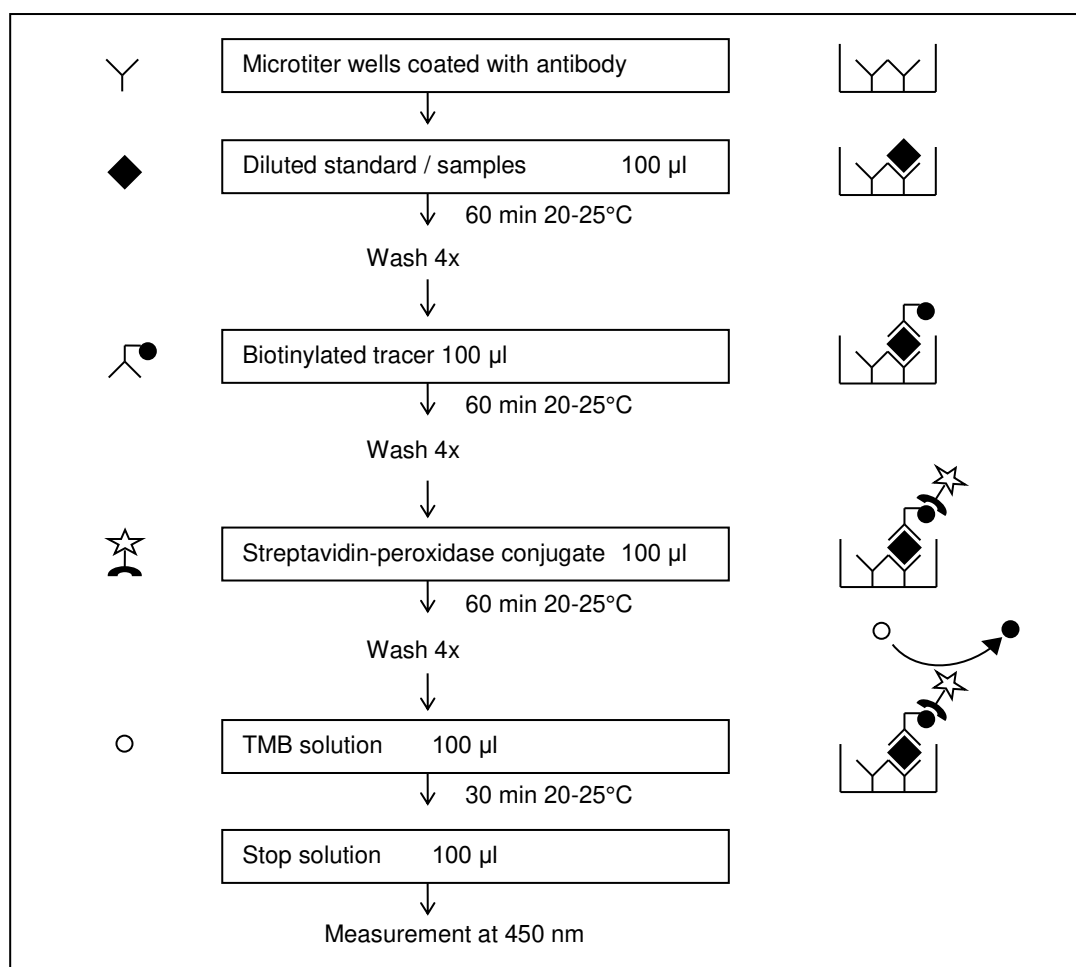 Microtiter wells coated with antibody
Diluted standard / samples 100 µl
60 min 20-25°C
Wash 4x
Biotinylated tracer 100 µl
60 min 20-25°C
Wash 4x
Streptavidin-peroxidase conjugate 100 µl
60 min 20-25°C
Wash 4x
TMB solution 100 µl
30 min 20-25°C
Stop solution 100 µl
Measurement at 450 nm